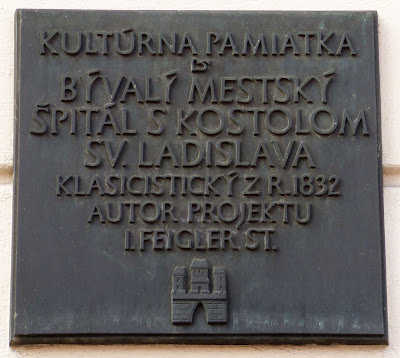 KULTÚRNA PAMIATKA
BÝVALÝ MESTSKÝ
ŠPITÁL S KOSTOLOM
SV. LADISLAVA
KLASICISTICKÝ Z R. 1832
AUTOR PROJEKTU
I. FEIGLER ST.